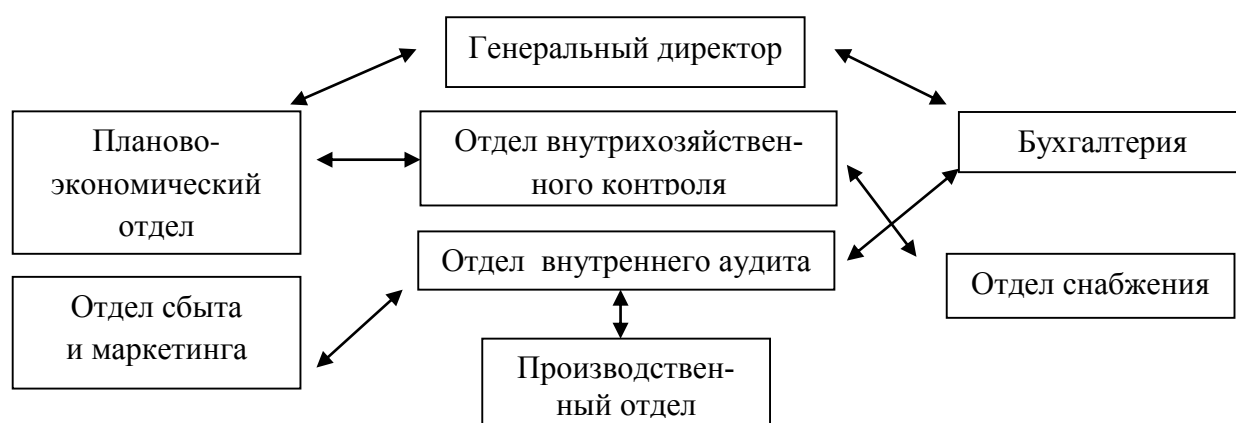 Генеральный директор
Планово-
экономический
отдел
Отдел внутрихозяйствен-
ного контроля
Бухгалтерия
Отдел внутреннего аудита
Отдел снабжения
Отдел сбыта
и маркетинга
Производствен-
ный отдел